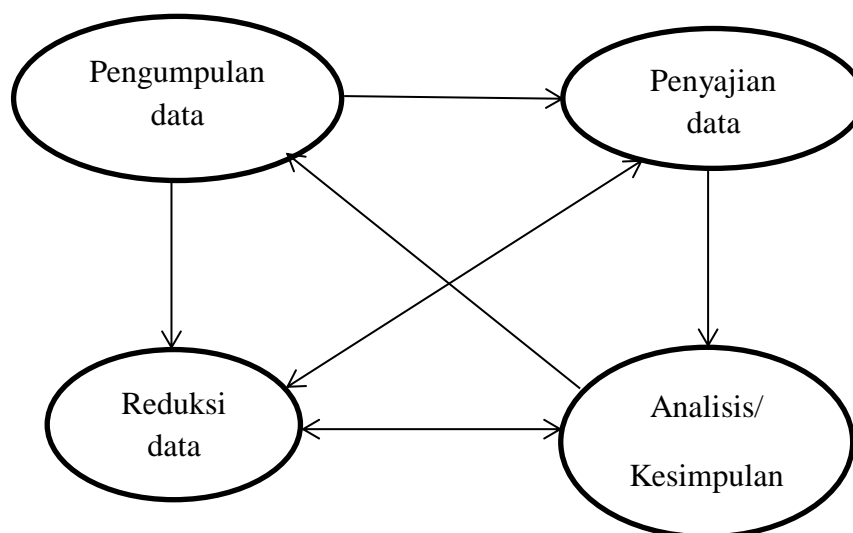 Pengumpulan
data
Penyajian
data
Reduksi
data
Analisis/
Kesimpulan